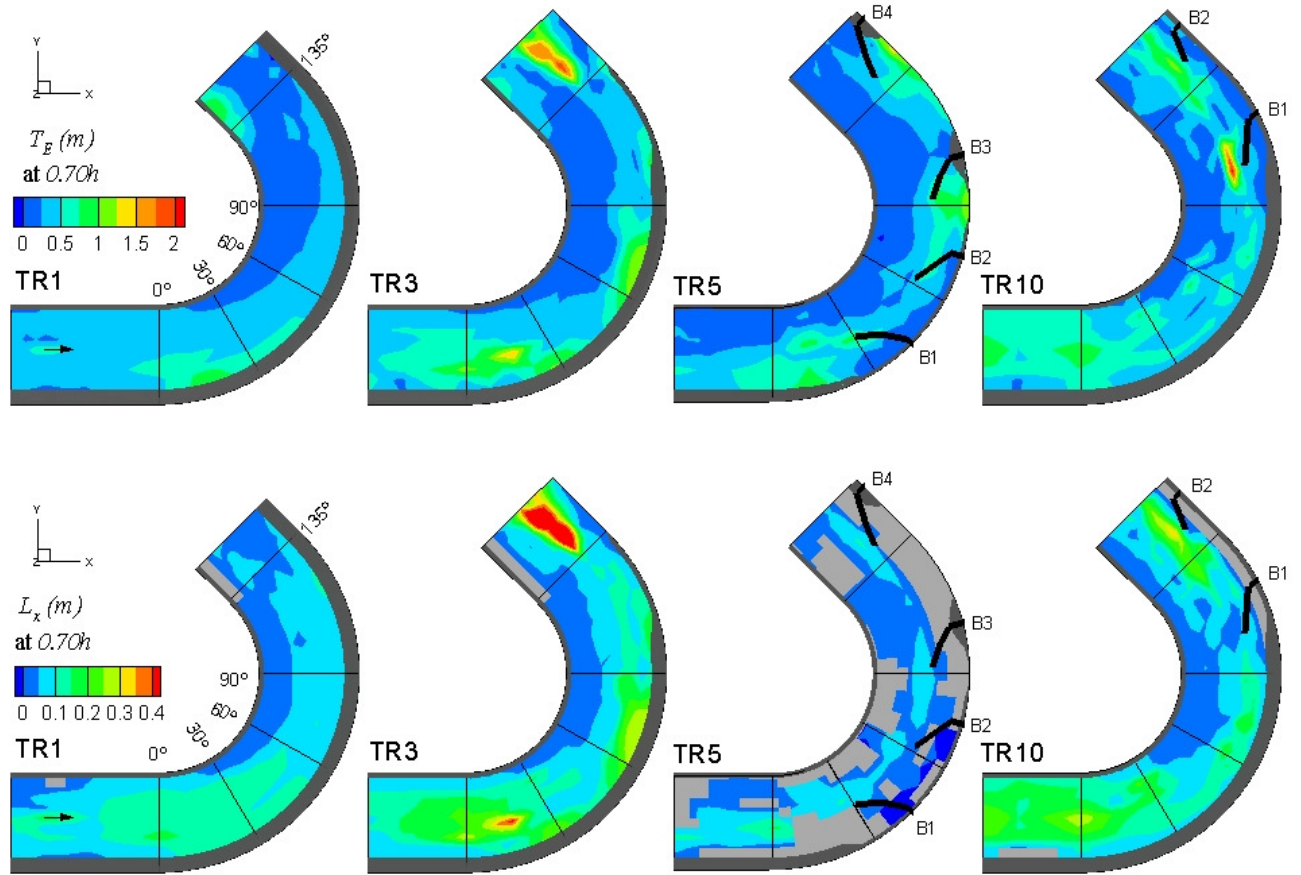 B4
B2
Y
135°
B1
Z
X
B3
T_E (m)
at 0.70h
90°
60°
B2
0 0.5 1 1.5 2
30°
TR1
0°
TR3
TR5
TR10
B1
B4
B2
Y
135°
Z
X
B1
L_x (m)
B3
at 0.70h
90°
60°
0 0.1 0.2 0.3 0.4
30°
B2
TR1
0°
TR3
TR5
TR10
B1